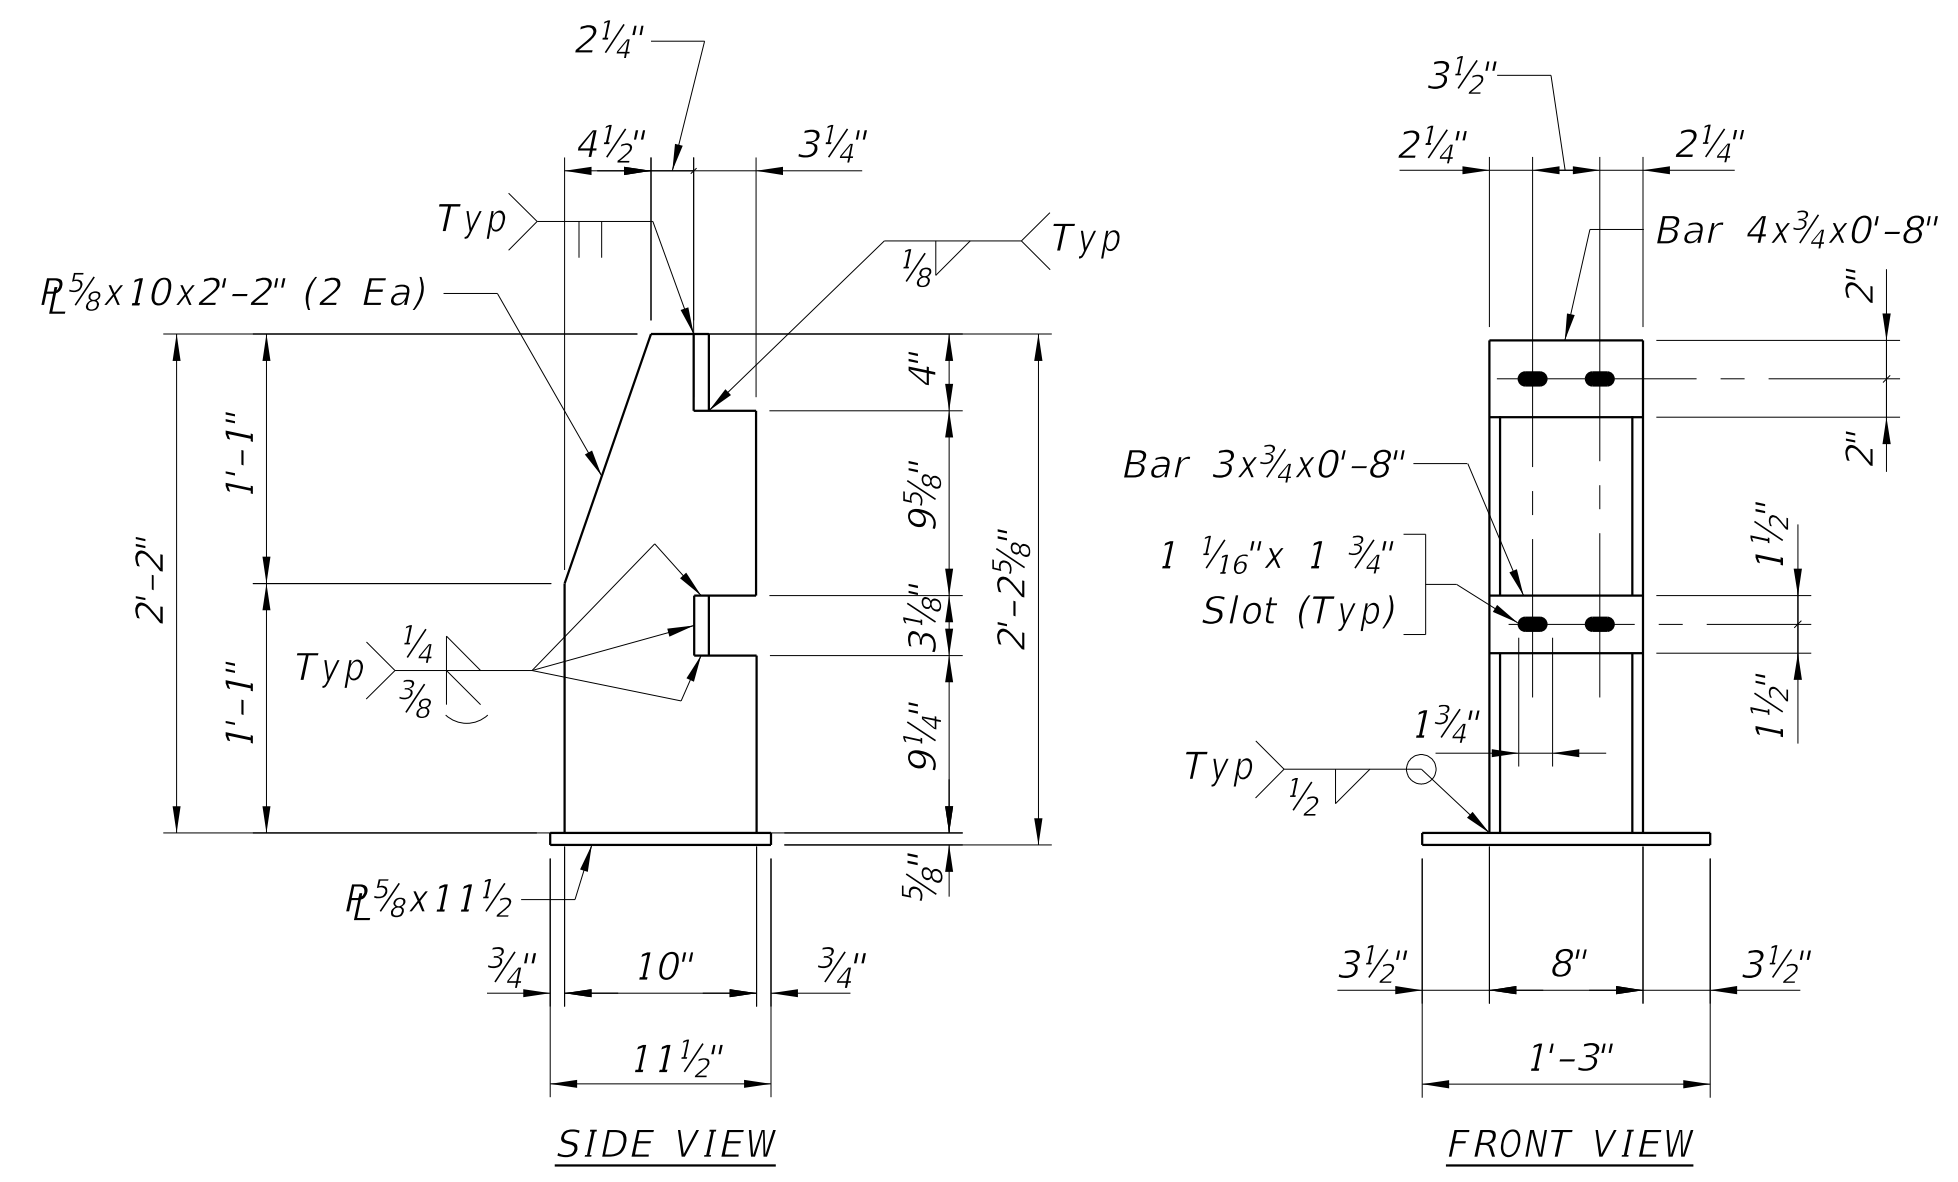 2¼"
4½"
3¼"
Typ
Typ
⅛
℄ ⅝x10x2'-2" (2 Ea)
4"
1'-1"
9⅝"
2'-2"
2'-2⅝"
3⅛"
¼
Typ
⅜
1'-1"
9¼"
⅝"
℄ ⅝x11½
¾"
10"
¾"
11½"
SIDE VIEW
3½"
2¼"
2¼"
Bar 4x¾x0'-8"
2"
2"
Bar 3x¾x0'-8"
1 1/16"x 1 ¾"
Slot (Typ)
1½"
1½"
1¾"
Typ
½
3½"
8"
3½"
1'-3"
FRONT VIEW